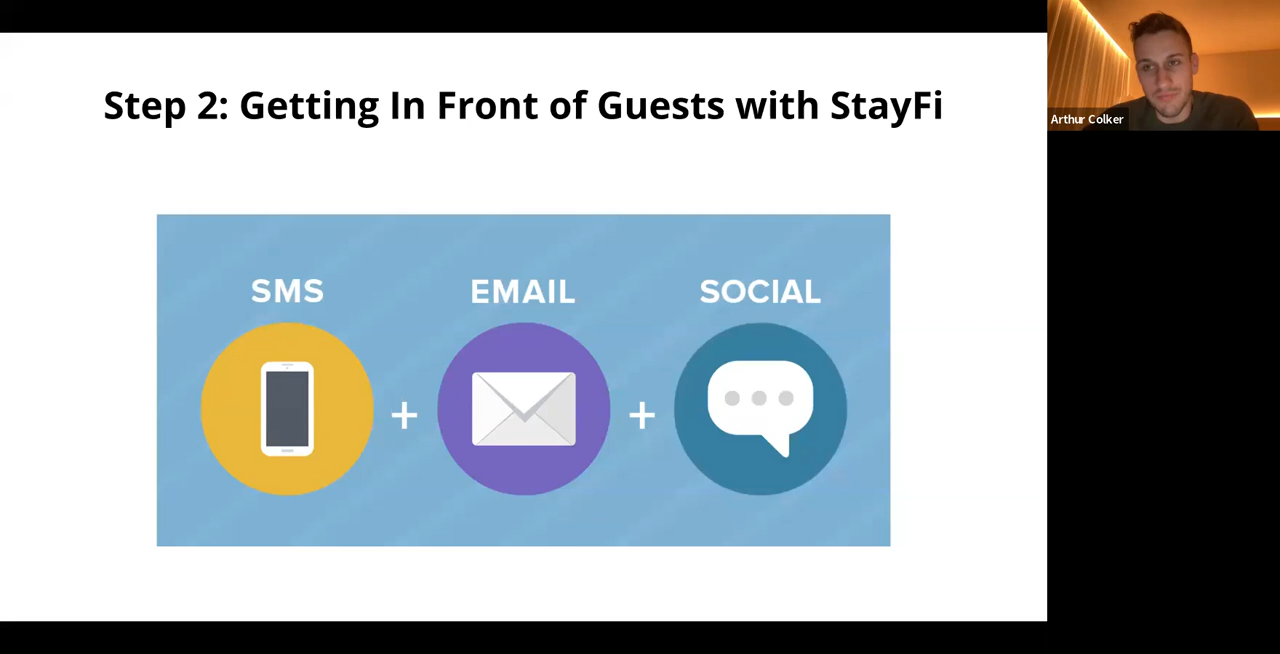 Step 2: Getting In Front of Guests with StayFi
SMS
EMAIL
SOCIAL
+
+
Arthur Colker